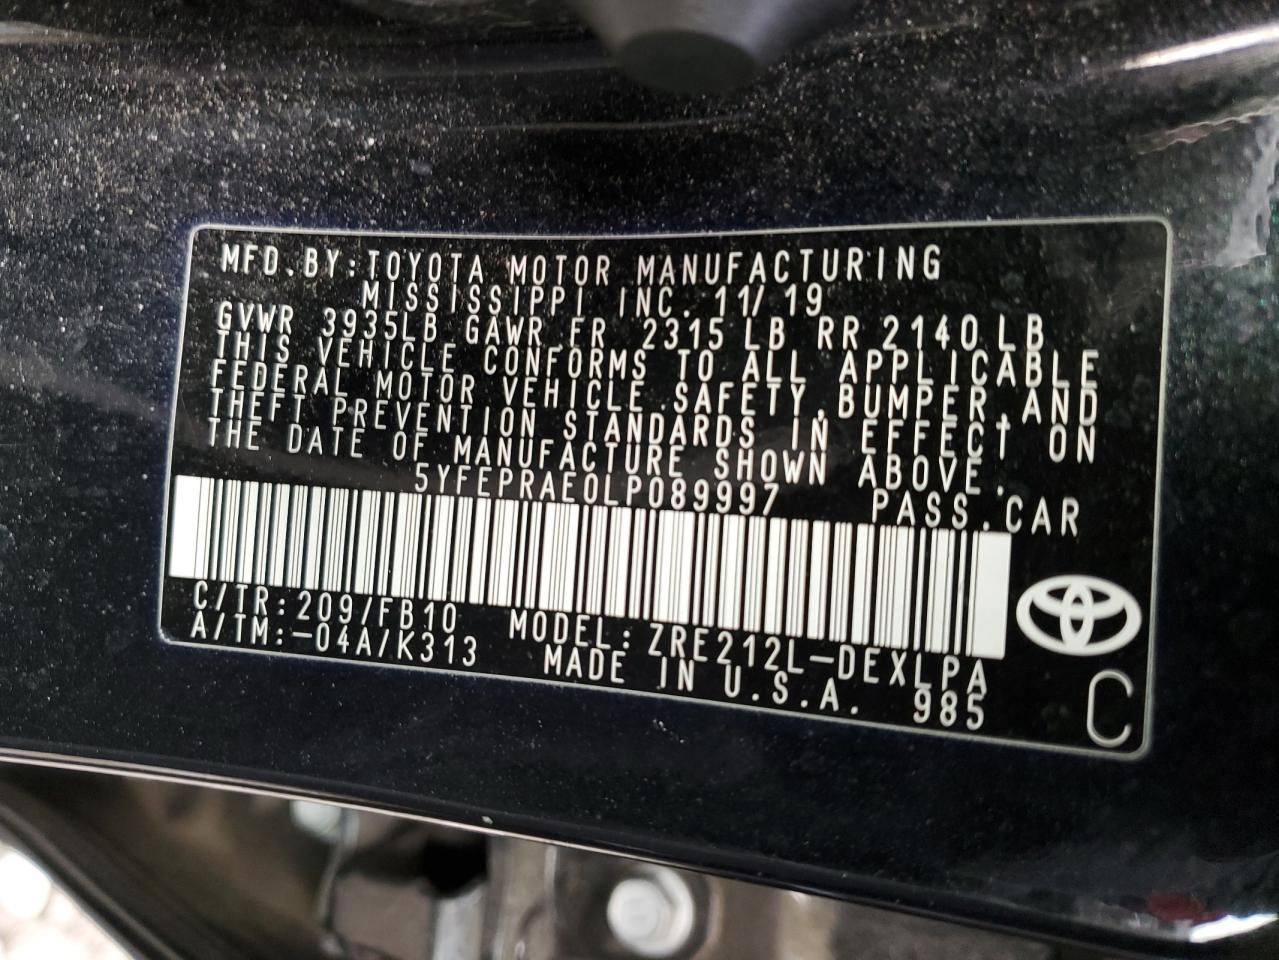 MFD.BY:TOYOTA MOTOR MANUFACTURING
MISSISSIPPI INC. 11/19
GVWR 3935LB GAWR FR 2315 LB RR 2140 LB
THIS VEHICLE CONFORMS TO ALL APPLICABLE
FEDERAL MOTOR VEHICLE SAFETY,BUMPER,AND
THEFT PREVENTION STANDARDS IN EFFECT ON
THE DATE OF MANUFACTURE SHOWN ABOVE.
5YFEPRAE0LP089997 PASS.CAR
C/TR:209/FB10 MODEL:ZRE212L-DEXLPA
A/TM:-04A/K313 MADE IN U.S.A. 985
C